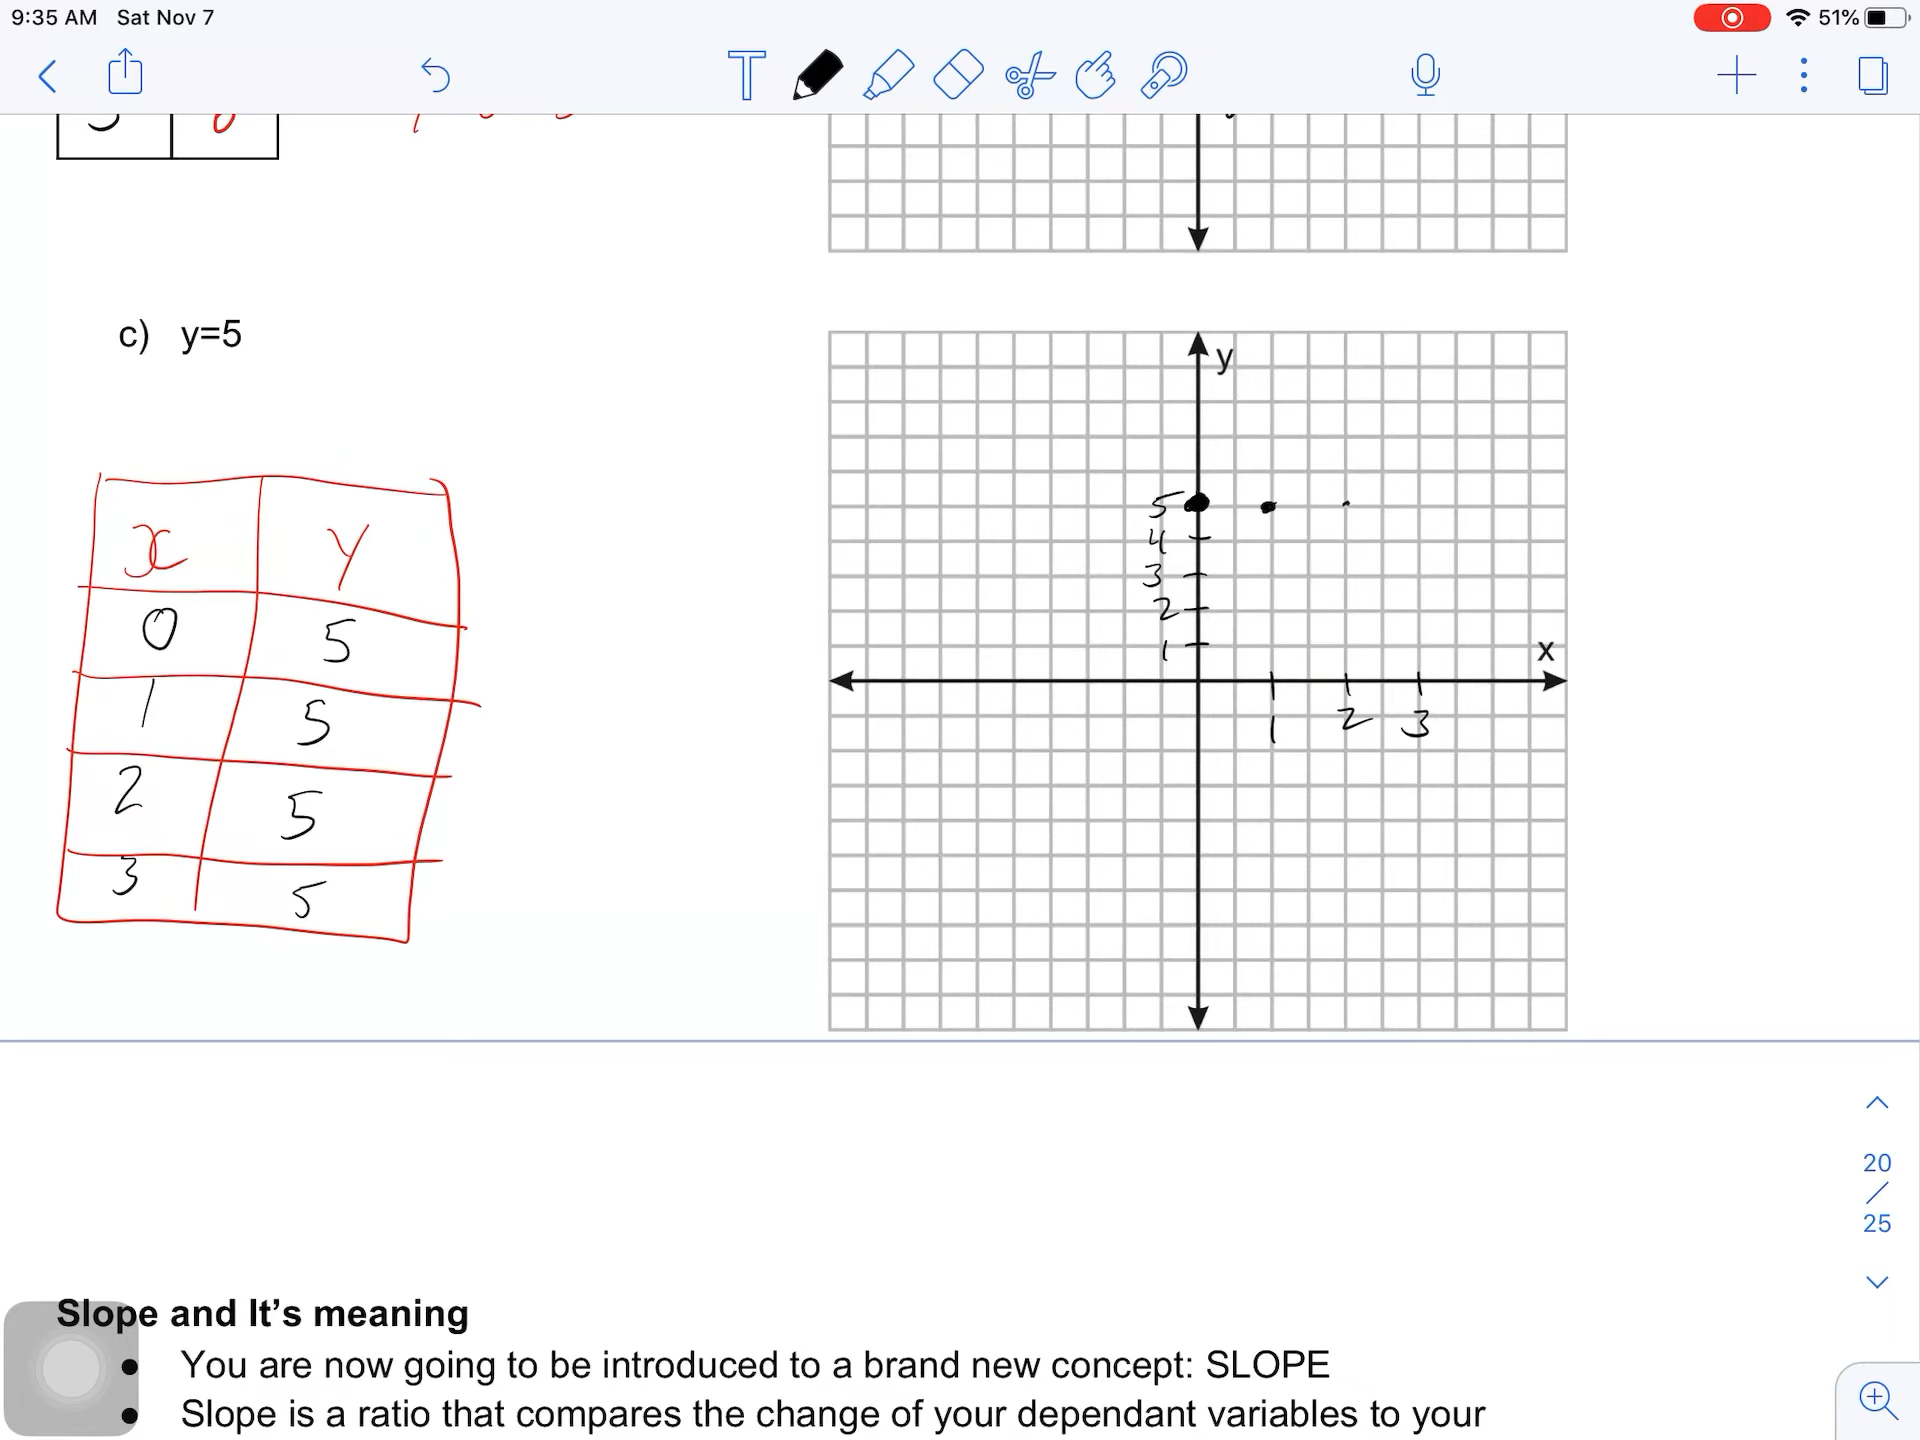 9:35 AM Sat Nov 7
51%
T
c) y=5
y
x
5
4
3
2
1
1 2 3
x y
0 5
1 5
2 5
3 5
20
/
25
Slope and It's meaning
• You are now going to be introduced to a brand new concept: SLOPE
• Slope is a ratio that compares the change of your dependant variables to your